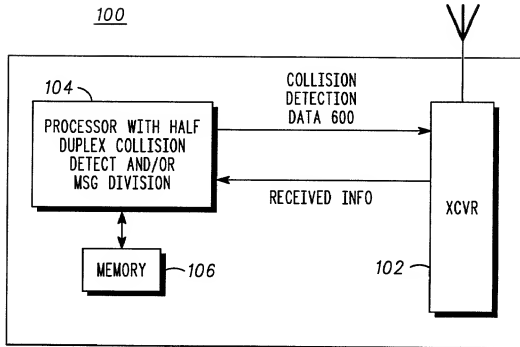 100
104
PROCESSOR WITH HALF
DUPLEX COLLISION
DETECT AND/OR
MSG DIVISION
COLLISION
DETECTION
DATA 600
RECEIVED INFO
XCVR
MEMORY
106
102